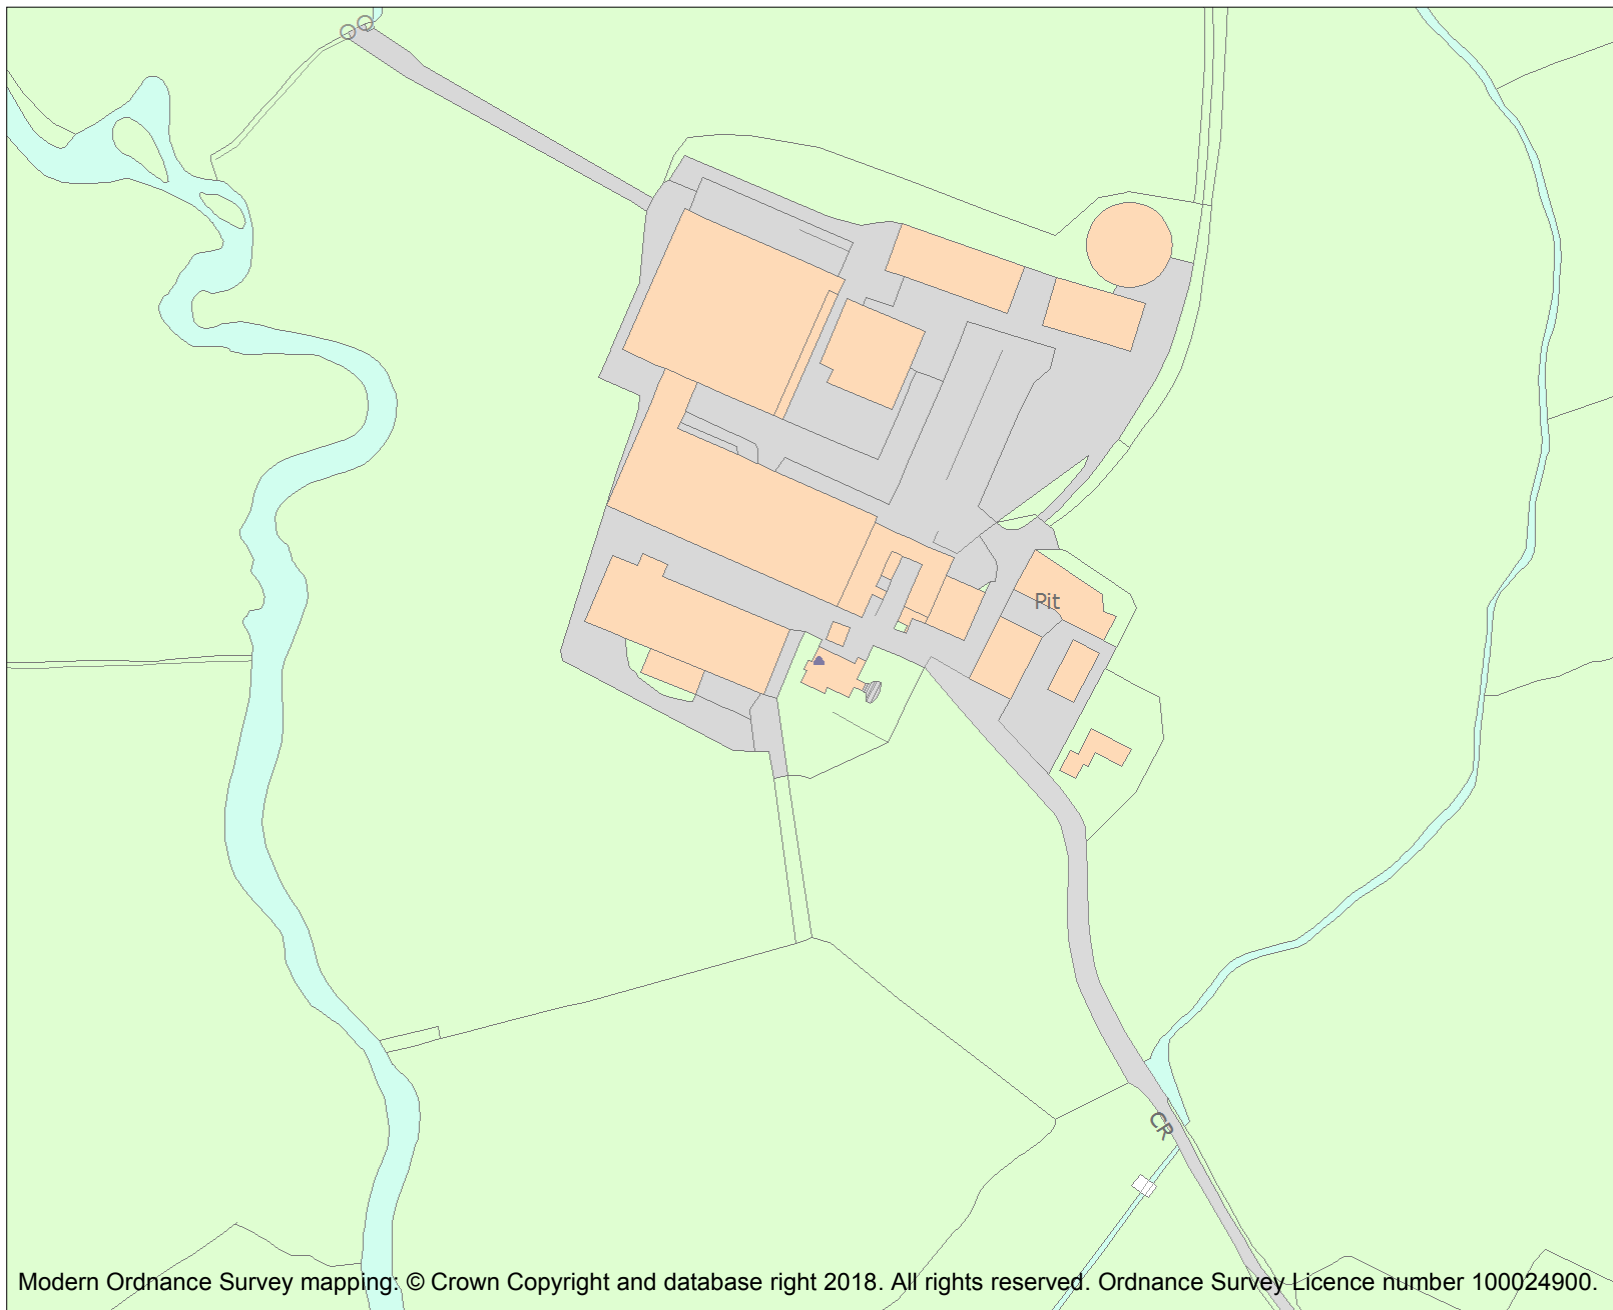 Pit
CR
Modern Ordnance Survey mapping: © Crown Copyright and database right 2018. All rights reserved. Ordnance Survey Licence number 100024900.